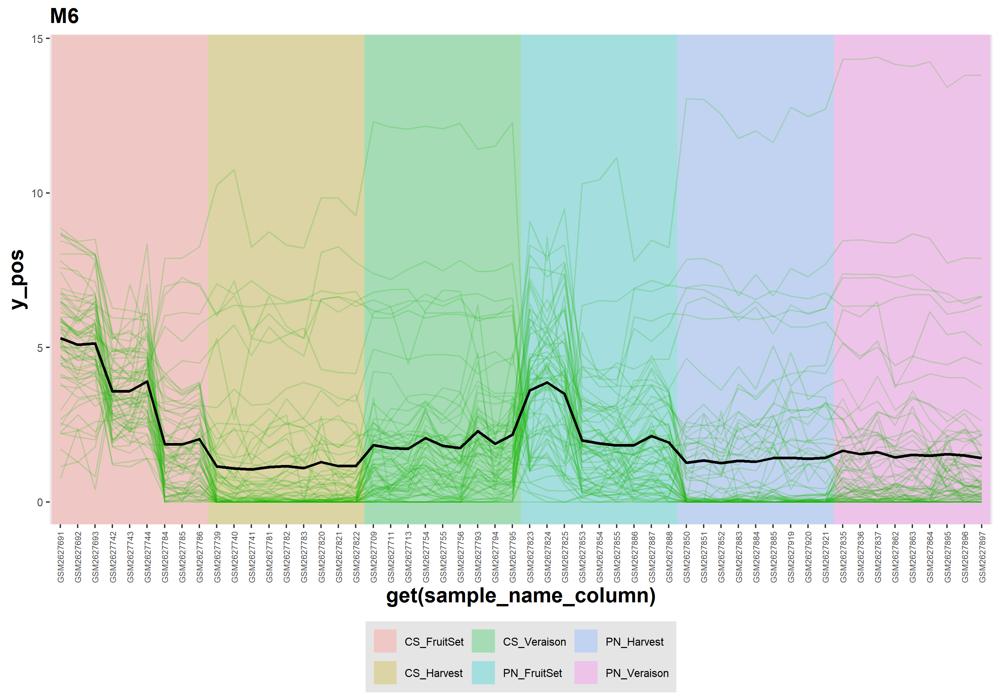 M6
15
10
5
0
y_pos
GSM2627691
GSM2627692
GSM2627693
GSM2627742
GSM2627743
GSM2627744
GSM2627784
GSM2627785
GSM2627786
GSM2627739
GSM2627740
GSM2627741
GSM2627781
GSM2627782
GSM2627783
GSM2627820
GSM2627821
GSM2627822
GSM2627709
GSM2627711
GSM2627713
GSM2627754
GSM2627755
GSM2627756
GSM2627793
GSM2627794
GSM2627795
GSM2627823
GSM2627824
GSM2627825
GSM2627853
GSM2627854
GSM2627855
GSM2627886
GSM2627887
GSM2627888
GSM2627850
GSM2627851
GSM2627852
GSM2627883
GSM2627884
GSM2627885
GSM2627919
GSM2627920
GSM2627921
GSM2627835
GSM2627836
GSM2627837
GSM2627862
GSM2627863
GSM2627864
GSM2627895
GSM2627896
GSM2627897
get(sample_name_column)
CS_FruitSet
CS_Veraison
PN_Harvest
CS_Harvest
PN_FruitSet
PN_Veraison